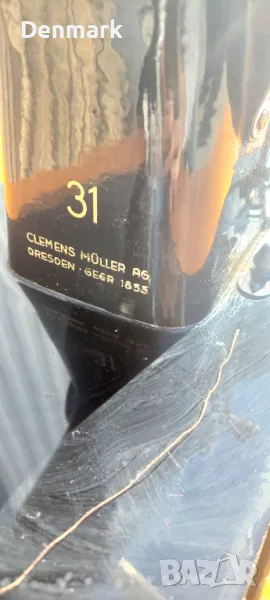 Denmark
31
CLEMENS MÜLLER AG
DRESDEN · GEGR 1855
BAZAR